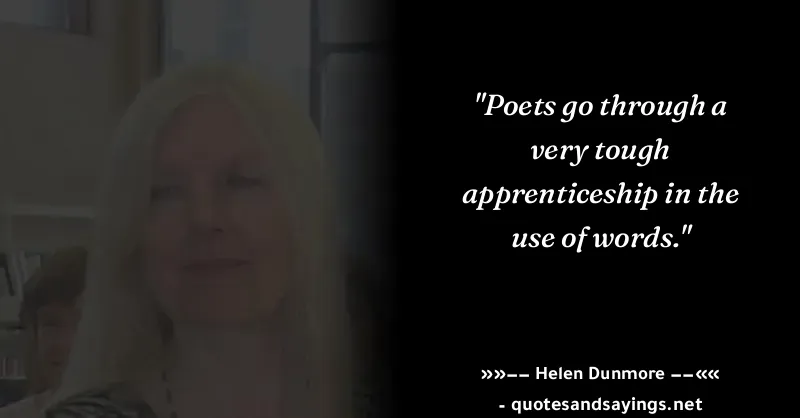 "Poets go through a
very tough
apprenticeship in the
use of words."
»»―― Helen Dunmore ――««
- quotesandsayings.net